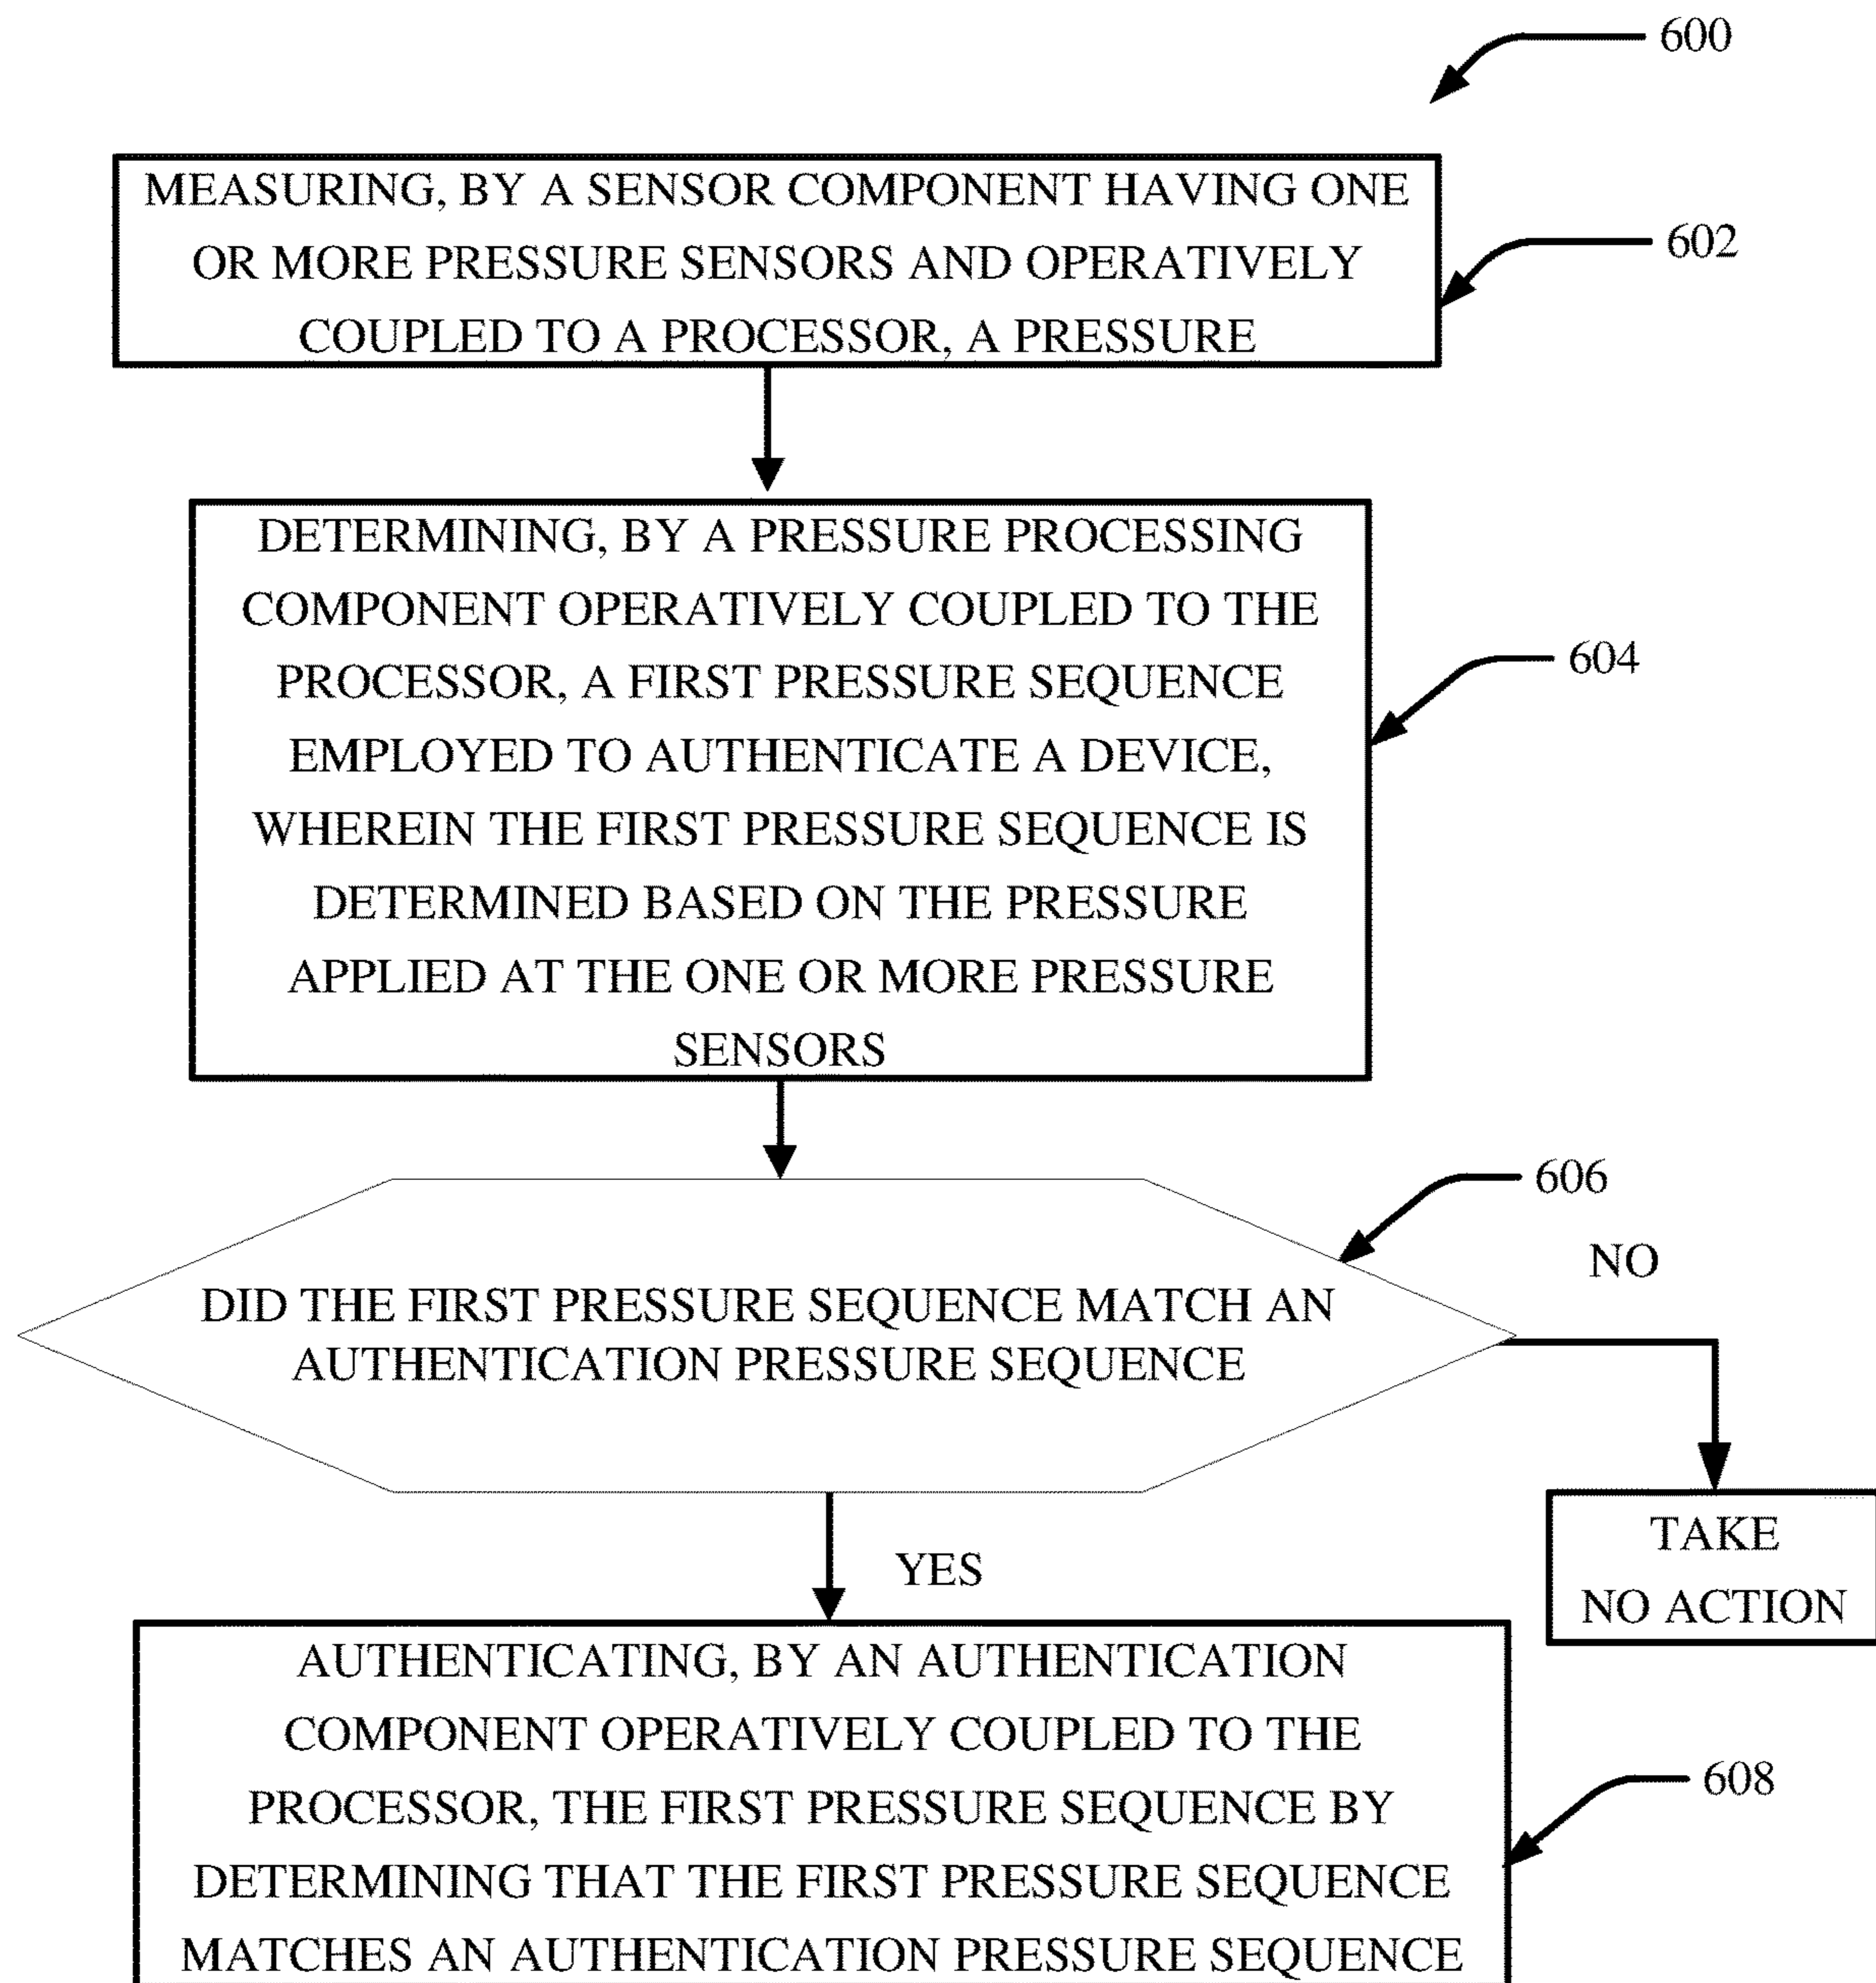 600
MEASURING, BY A SENSOR COMPONENT HAVING ONE
OR MORE PRESSURE SENSORS AND OPERATIVELY
COUPLED TO A PROCESSOR, A PRESSURE
602
DETERMINING, BY A PRESSURE PROCESSING
COMPONENT OPERATIVELY COUPLED TO THE
PROCESSOR, A FIRST PRESSURE SEQUENCE
EMPLOYED TO AUTHENTICATE A DEVICE,
WHEREIN THE FIRST PRESSURE SEQUENCE IS
DETERMINED BASED ON THE PRESSURE
APPLIED AT THE ONE OR MORE PRESSURE
SENSORS
604
606
DID THE FIRST PRESSURE SEQUENCE MATCH AN
AUTHENTICATION PRESSURE SEQUENCE
NO
TAKE
NO ACTION
YES
AUTHENTICATING, BY AN AUTHENTICATION
COMPONENT OPERATIVELY COUPLED TO THE
PROCESSOR, THE FIRST PRESSURE SEQUENCE BY
DETERMINING THAT THE FIRST PRESSURE SEQUENCE
MATCHES AN AUTHENTICATION PRESSURE SEQUENCE
608